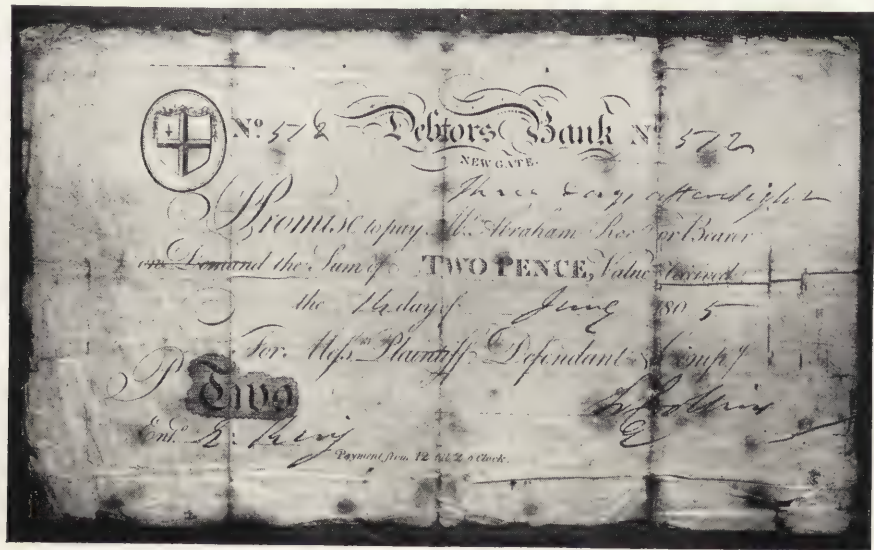 No. 572 Debtors Bank No. 572
NEWGATE.
Three days after sight
I Promise to pay Mr. Abraham or Bearer
on Demand the Sum of TWO PENCE, Value received
the 14 day of June 1805
For Messrs. Plaintiff Defendant & Compy
P Two
Entd.
Payment from 12 till 2 o'Clock.